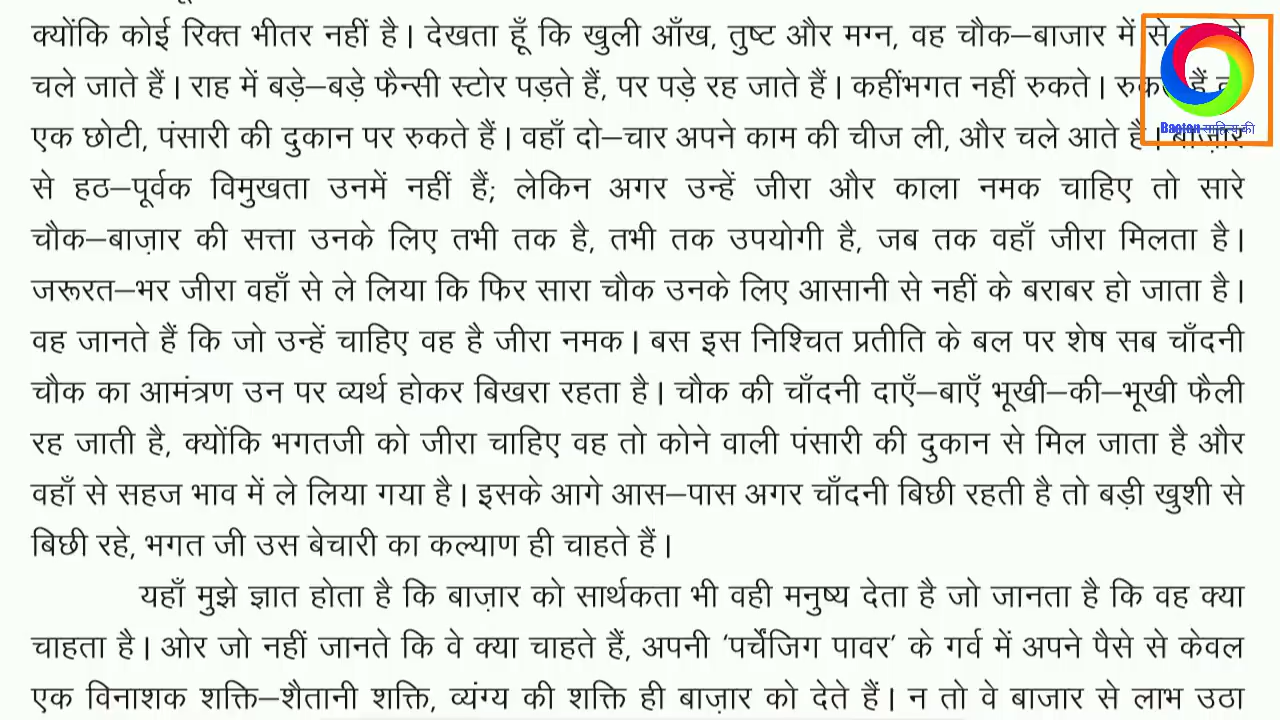 क्योंकि कोई रिक्त भीतर नहीं है। देखता हूँ कि खुली आँख, तुष्ट और मग्न, वह चौक–बाजार में से
चले जाते हैं। राह में बड़े–बड़े फैन्सी स्टोर पड़ते हैं, पर पड़े रह जाते हैं। कहींभगत नहीं रुकते। रुकते हैं
एक छोटी, पंसारी की दुकान पर रुकते हैं। वहाँ दो–चार अपने काम की चीज ली, और चले आते हैं। बाज़ार
Bagton साहित्य की
से हठ–पूर्वक विमुखता उनमें नहीं हैं; लेकिन अगर उन्हें जीरा और काला नमक चाहिए तो सारे
चौक–बाज़ार की सत्ता उनके लिए तभी तक है, तभी तक उपयोगी है, जब तक वहाँ जीरा मिलता है।
जरूरत–भर जीरा वहाँ से ले लिया कि फिर सारा चौक उनके लिए आसानी से नहीं के बराबर हो जाता है।
वह जानते हैं कि जो उन्हें चाहिए वह है जीरा नमक। बस इस निश्चित प्रतीति के बल पर शेष सब चाँदनी
चौक का आमंत्रण उन पर व्यर्थ होकर बिखरा रहता है। चौक की चाँदनी दाएँ–बाएँ भूखी–की–भूखी फैली
रह जाती है, क्योंकि भगतजी को जीरा चाहिए वह तो कोने वाली पंसारी की दुकान से मिल जाता है और
वहाँ से सहज भाव में ले लिया गया है। इसके आगे आस–पास अगर चाँदनी बिछी रहती है तो बड़ी खुशी से
बिछी रहे, भगत जी उस बेचारी का कल्याण ही चाहते हैं।
यहाँ मुझे ज्ञात होता है कि बाज़ार को सार्थकता भी वही मनुष्य देता है जो जानता है कि वह क्या
चाहता है। ओर जो नहीं जानते कि वे क्या चाहते हैं, अपनी ‘पर्चेंजिग पावर’ के गर्व में अपने पैसे से केवल
एक विनाशक शक्ति–शैतानी शक्ति, व्यंग्य की शक्ति ही बाज़ार को देते हैं। न तो वे बाजार से लाभ उठा